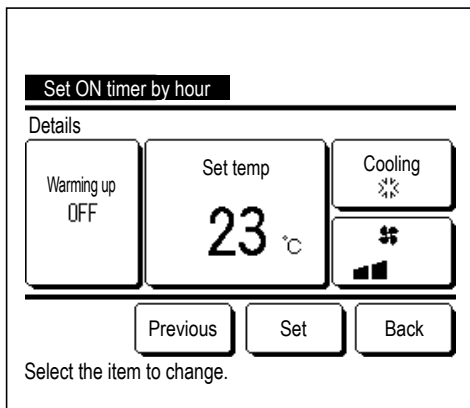 Set ON timer by hour
Details
Warming up
OFF
Set temp
23 °C
Cooling
Previous
Set
Back
Select the item to change.